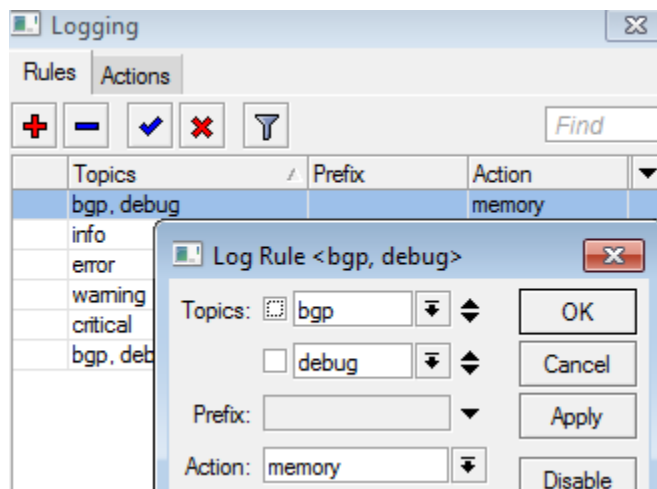 Logging
Rules Actions
Find
Topics Prefix Action
bgp, debug memory
info
error
warning
critical
bgp, deb
Log Rule <bgp, debug>
Topics: bgp
debug
Prefix:
Action: memory
OK
Cancel
Apply
Disable